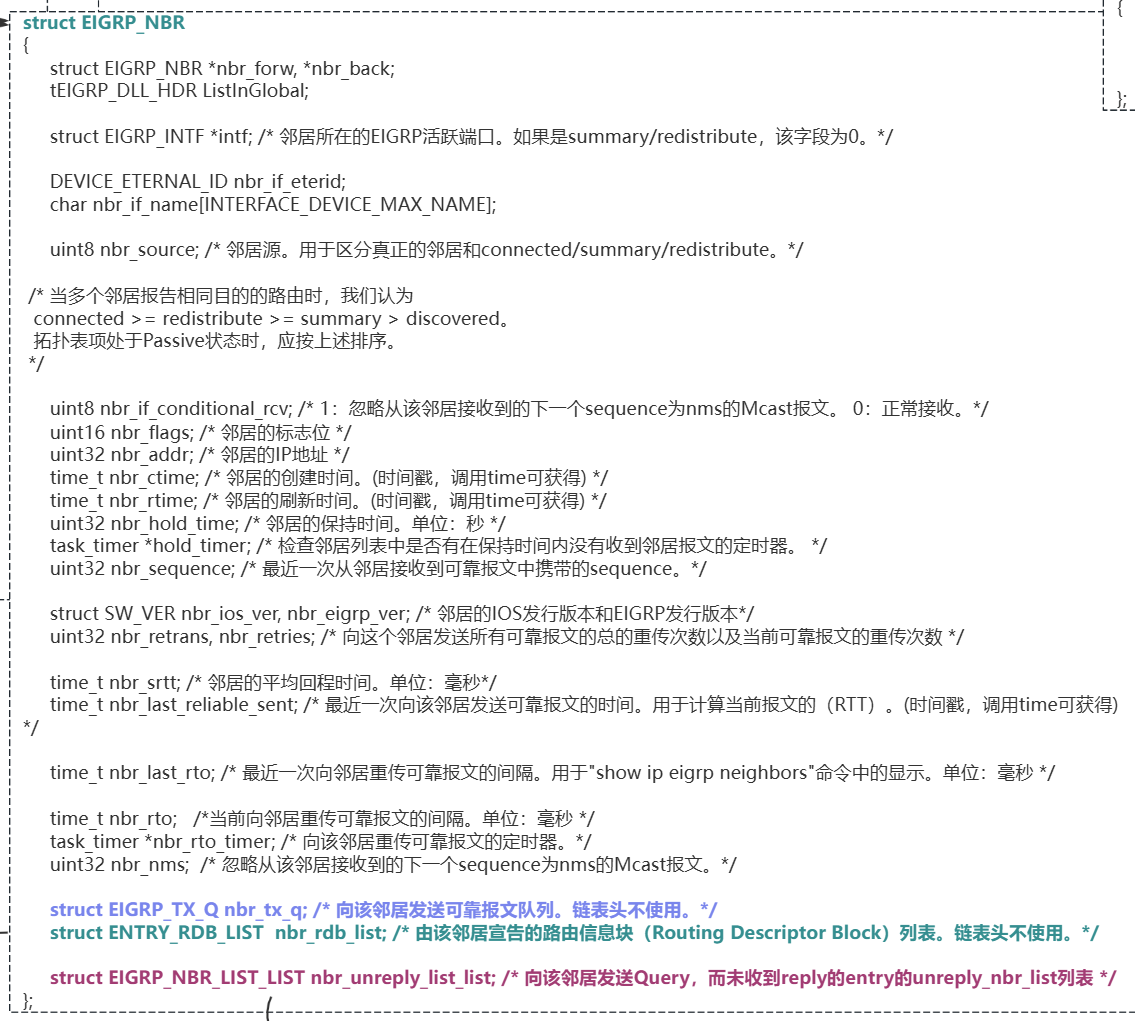 {
struct EIGRP_NBR
{
struct EIGRP_NBR *nbr_forw, *nbr_back;
tEIGRP_DLL_HDR ListInGlobal;
};
struct EIGRP_INTF *intf; /* 邻居所在的EIGRP活跃端口。如果是summary/redistribute，该字段为0。*/
DEVICE_ETERNAL_ID nbr_if_eterid;
char nbr_if_name[INTERFACE_DEVICE_MAX_NAME];
uint8 nbr_source; /* 邻居源。用于区分真正的邻居和connected/summary/redistribute。*/
/* 当多个邻居报告相同目的的路由时，我们认为
connected >= redistribute >= summary > discovered。
拓扑表项处于Passive状态时，应按上述排序。
*/
uint8 nbr_if_conditional_rcv; /* 1：忽略从该邻居接收到的下一个sequence为nms的Mcast报文。 0：正常接收。*/
uint16 nbr_flags; /* 邻居的标志位 */
uint32 nbr_addr; /* 邻居的IP地址 */
time_t nbr_ctime; /* 邻居的创建时间。(时间戳，调用time可获得) */
time_t nbr_rtime; /* 邻居的刷新时间。(时间戳，调用time可获得) */
uint32 nbr_hold_time; /* 邻居的保持时间。单位：秒 */
task_timer *hold_timer; /* 检查邻居列表中是否有在保持时间内没有收到邻居报文的定时器。 */
uint32 nbr_sequence; /* 最近一次从邻居接收到可靠报文中携带的sequence。*/
struct SW_VER nbr_ios_ver, nbr_eigrp_ver; /* 邻居的IOS发行版本和EIGRP发行版本*/
uint32 nbr_retrans, nbr_retries; /* 向这个邻居发送所有可靠报文的总的重传次数以及当前可靠报文的重传次数 */
time_t nbr_srtt; /* 邻居的平均回程时间。单位：毫秒*/
time_t nbr_last_reliable_sent; /* 最近一次向该邻居发送可靠报文的时间。用于计算当前报文的（RTT）。(时间戳，调用time可获得)
*/
time_t nbr_last_rto; /* 最近一次向邻居重传可靠报文的间隔。用于"show ip eigrp neighbors"命令中的显示。单位：毫秒 */
time_t nbr_rto; /*当前向邻居重传可靠报文的间隔。单位：毫秒 */
task_timer *nbr_rto_timer; /* 向该邻居重传可靠报文的定时器。*/
uint32 nbr_nms; /* 忽略从该邻居接收到的下一个sequence为nms的Mcast报文。*/
struct EIGRP_TX_Q nbr_tx_q; /* 向该邻居发送可靠报文队列。链表头不使用。*/
struct ENTRY_RDB_LIST nbr_rdb_list; /* 由该邻居宣告的路由信息块（Routing Descriptor Block）列表。链表头不使用。*/
struct EIGRP_NBR_LIST_LIST nbr_unreply_list_list; /* 向该邻居发送Query，而未收到reply的entry的unreply_nbr_list列表 */
};